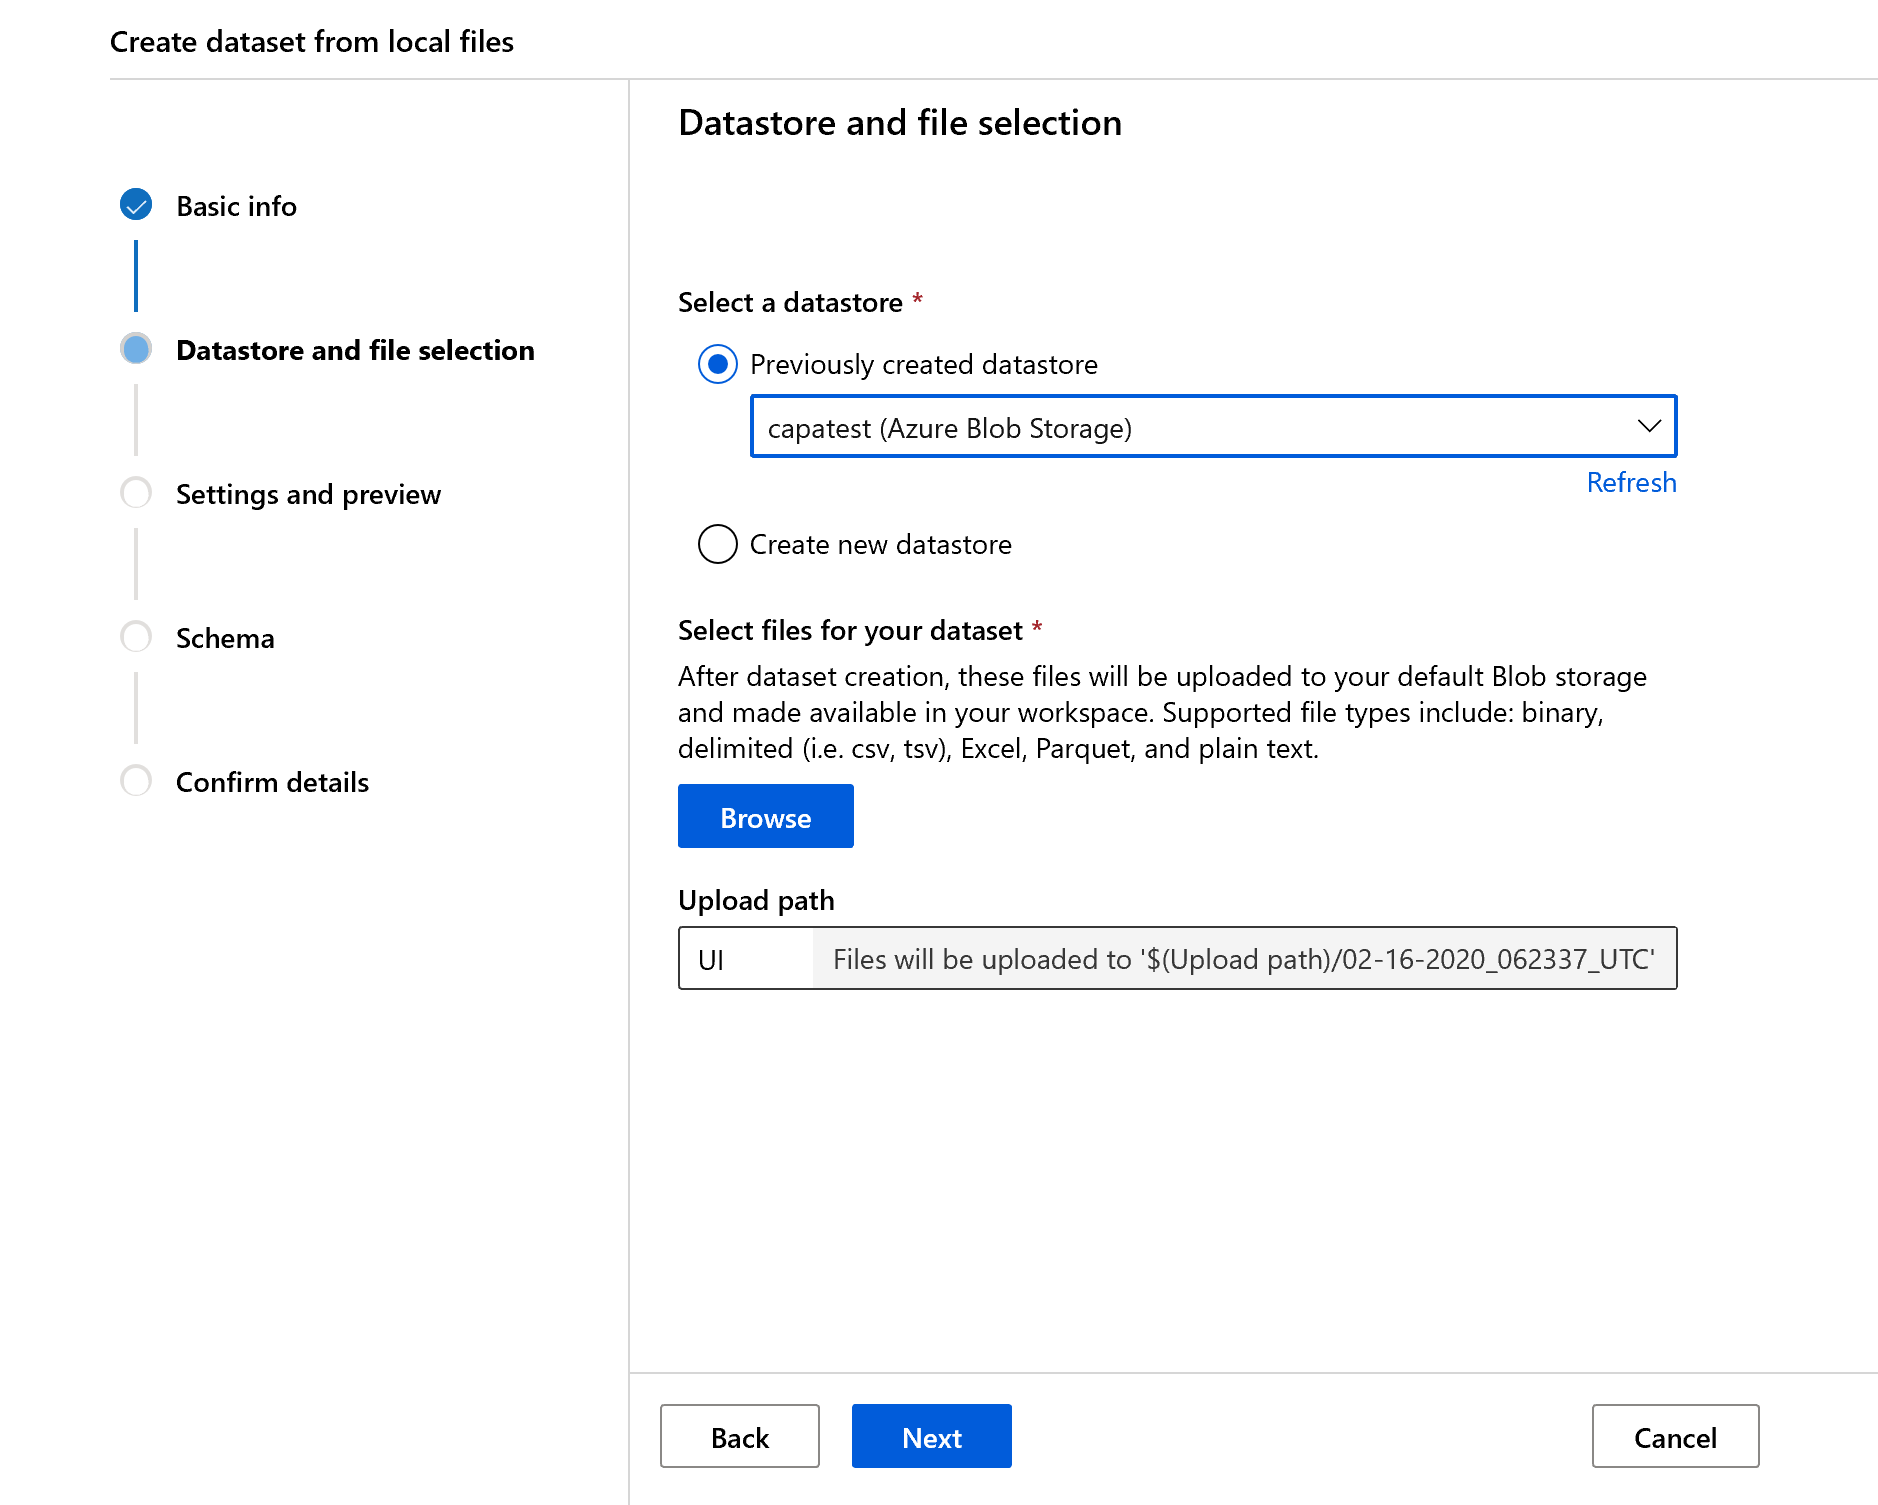 Create dataset from local files
Basic info
Datastore and file selection
Settings and preview
Schema
Confirm details
Datastore and file selection
Select a datastore *
Previously created datastore
capatest (Azure Blob Storage)
Refresh
Create new datastore
Select files for your dataset *
After dataset creation, these files will be uploaded to your default Blob storage
and made available in your workspace. Supported file types include: binary,
delimited (i.e. csv, tsv), Excel, Parquet, and plain text.
Browse
Upload path
UI Files will be uploaded to '$(Upload path)/02-16-2020_062337_UTC'
Back Next Cancel